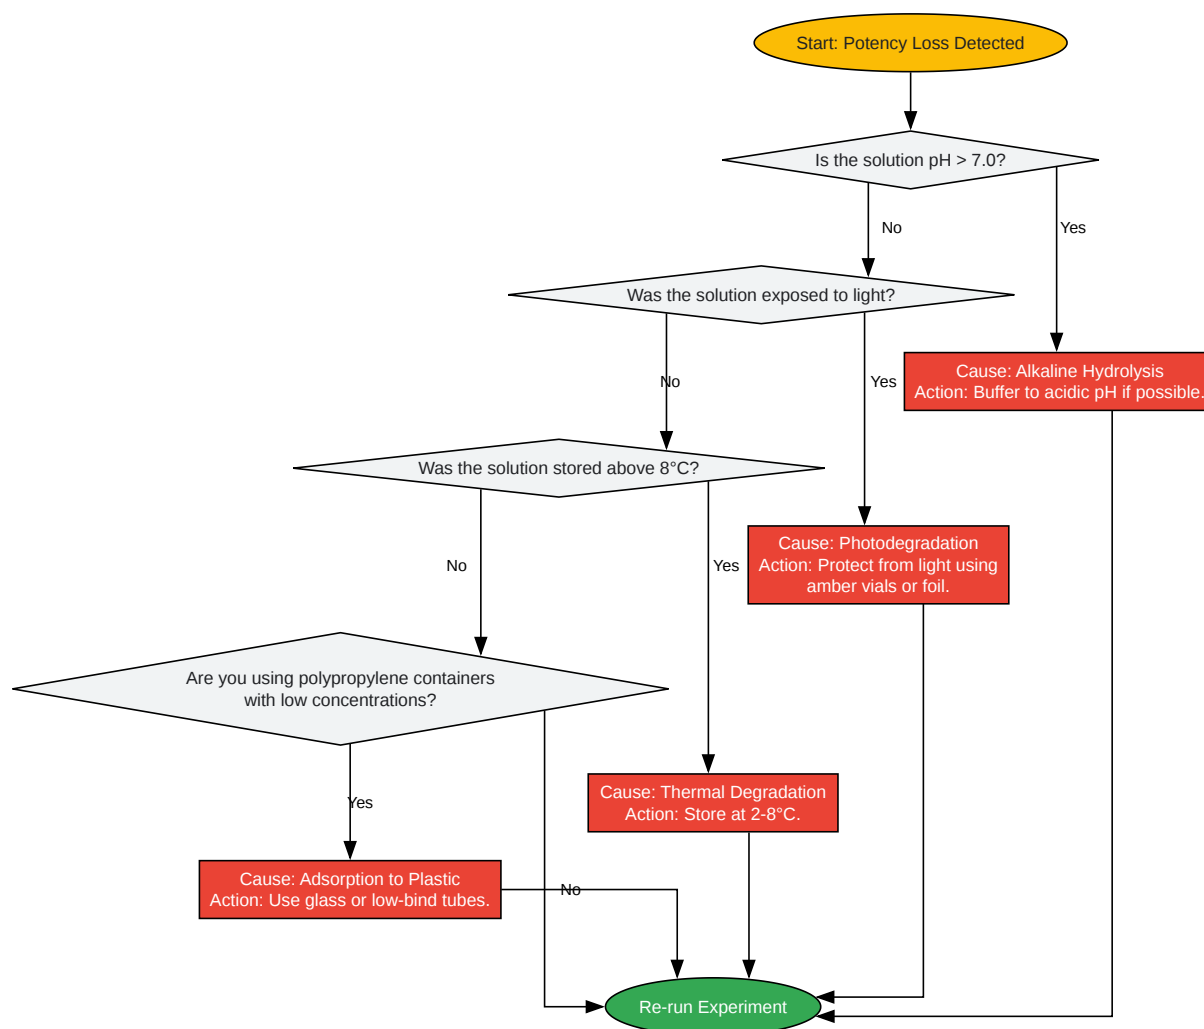 Start: Potency Loss Detected
Is the solution pH > 7.0?
No
Yes
Was the solution exposed to light?
No
Yes
Cause: Alkaline Hydrolysis
Action: Buffer to acidic pH if possible.
Was the solution stored above 8°C?
No
Yes
Cause: Photodegradation
Action: Protect from light using
amber vials or foil.
Are you using polypropylene containers
with low concentrations?
Yes
Cause: Thermal Degradation
Action: Store at 2-8°C.
Cause: Adsorption to Plastic
Action: Use glass or low-bind tubes.
No
Re-run Experiment